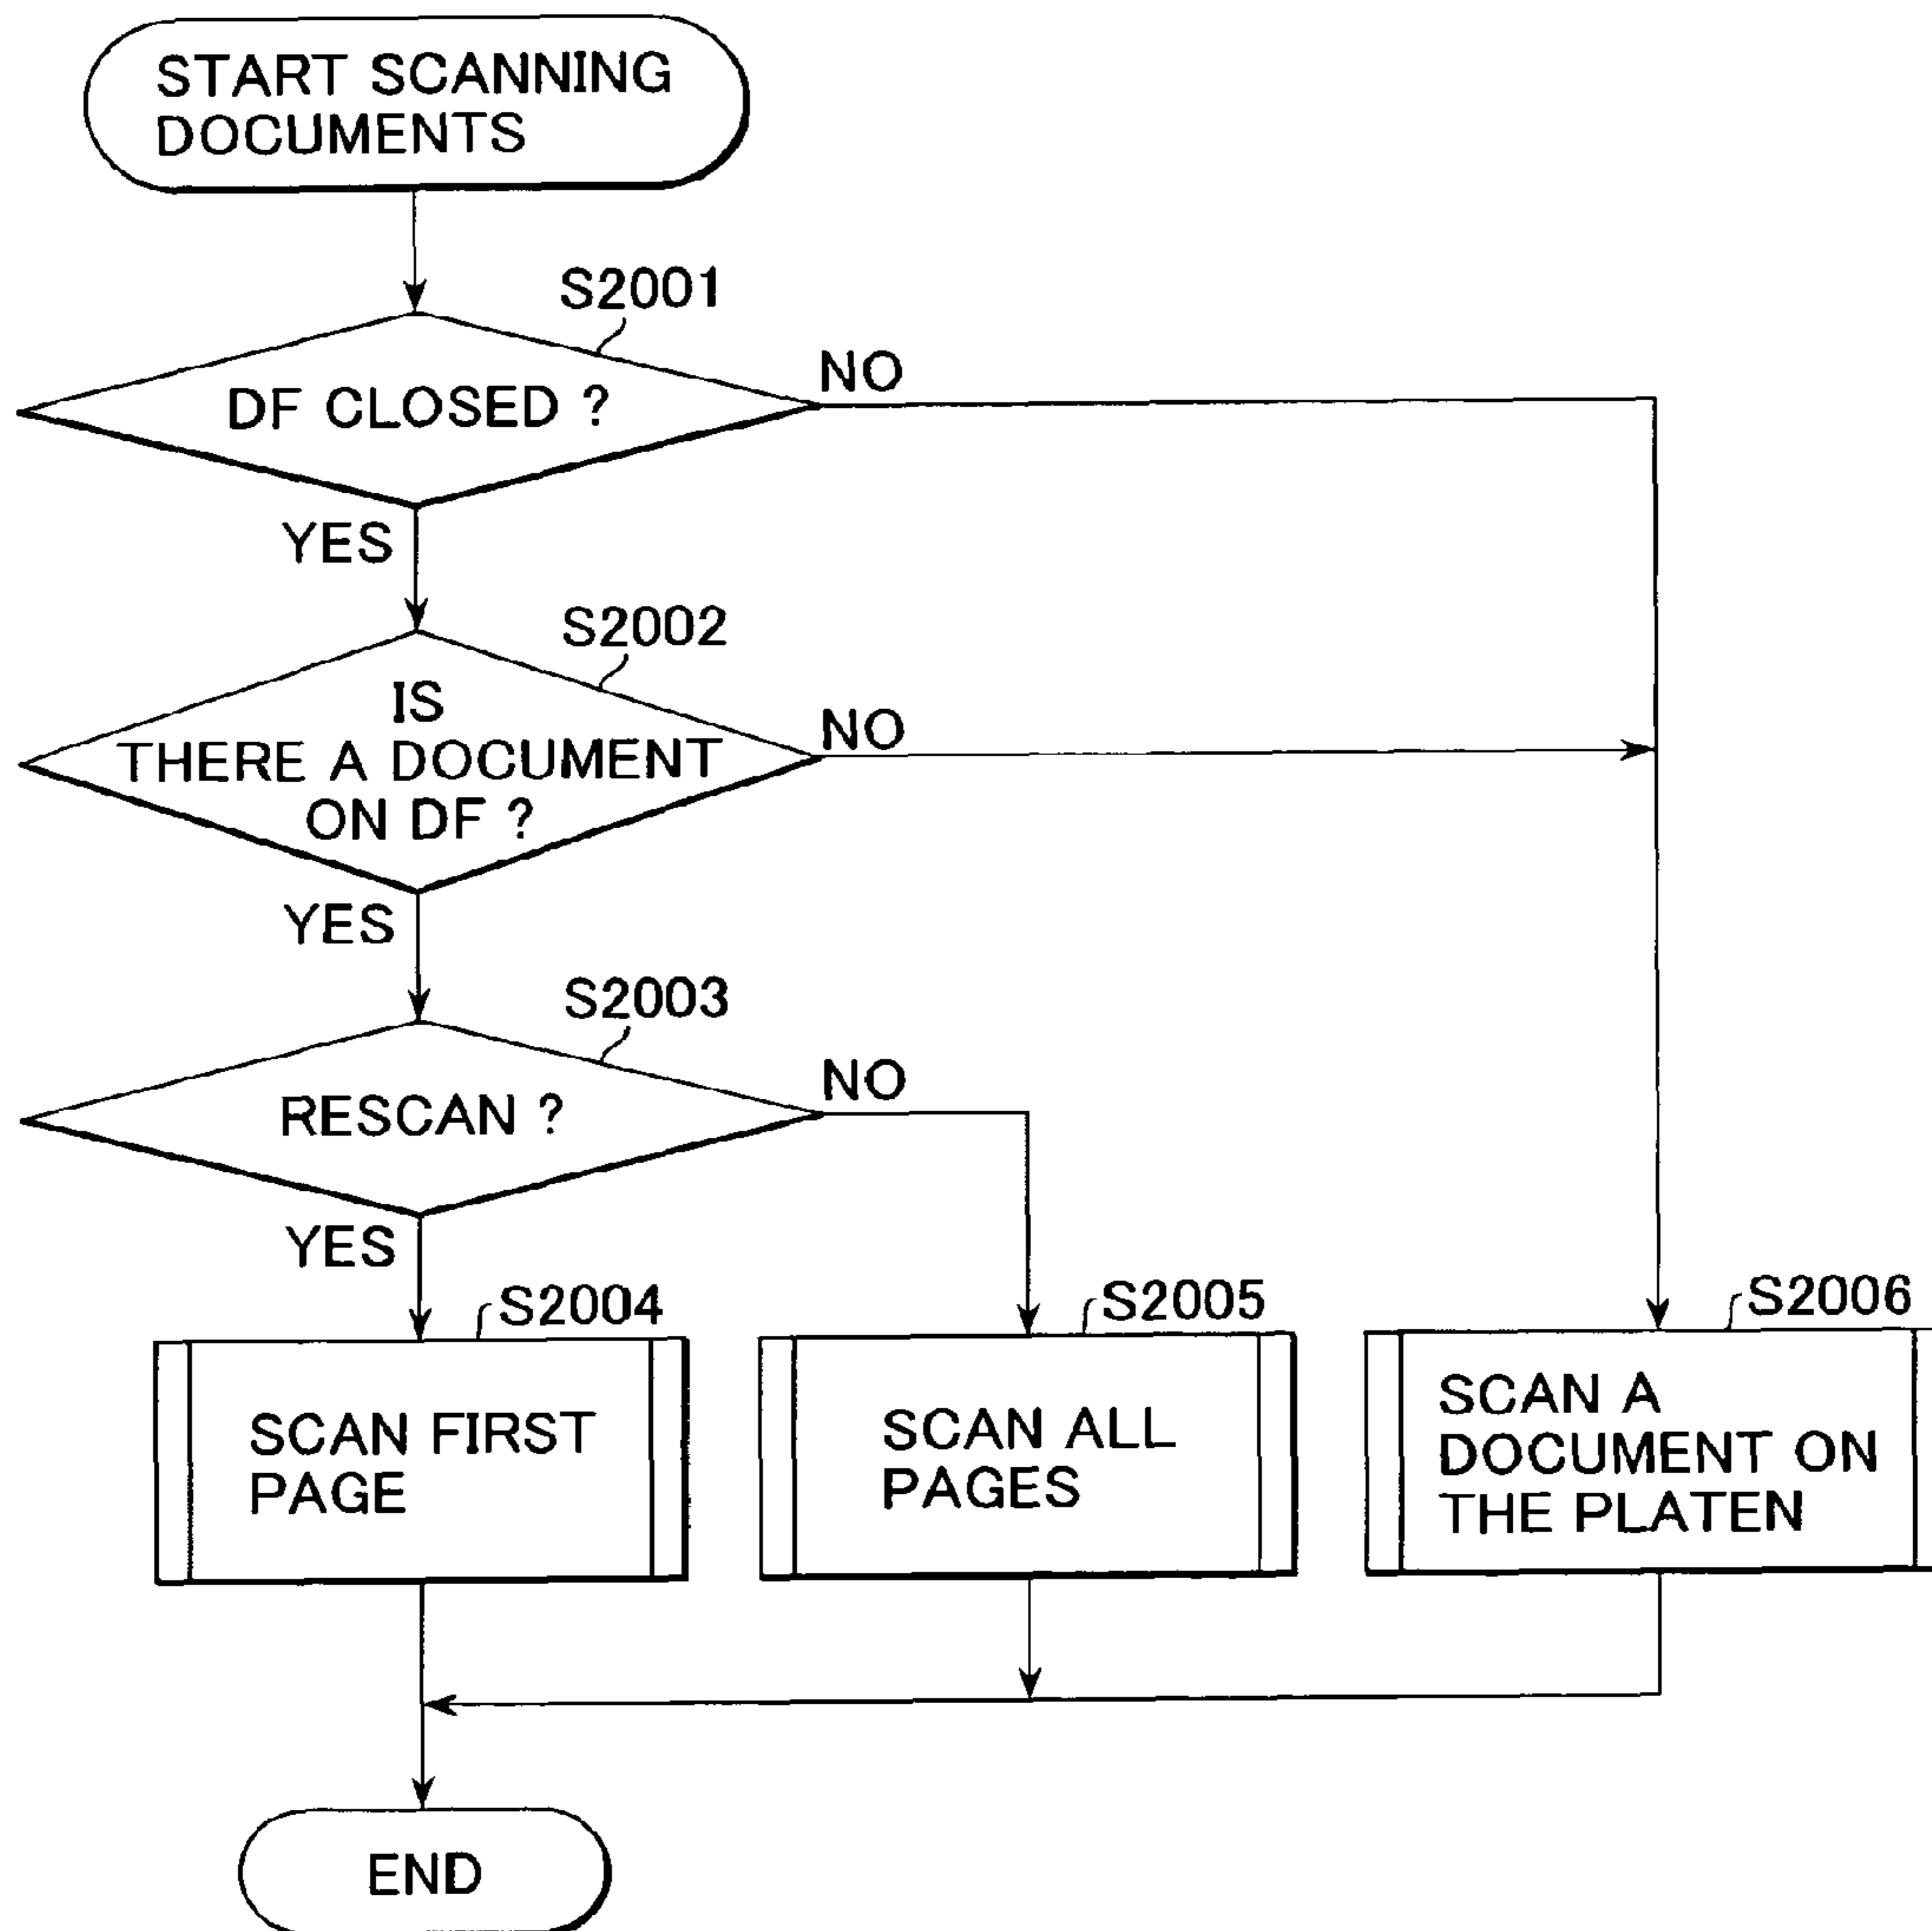 START SCANNING
DOCUMENTS
S2001
DF CLOSED ?
NO
YES
S2002
IS
THERE A DOCUMENT
ON DF ?
NO
YES
S2003
RESCAN ?
NO
YES
S2004
SCAN FIRST
PAGE
S2005
SCAN ALL
PAGES
S2006
SCAN A
DOCUMENT ON
THE PLATEN
END